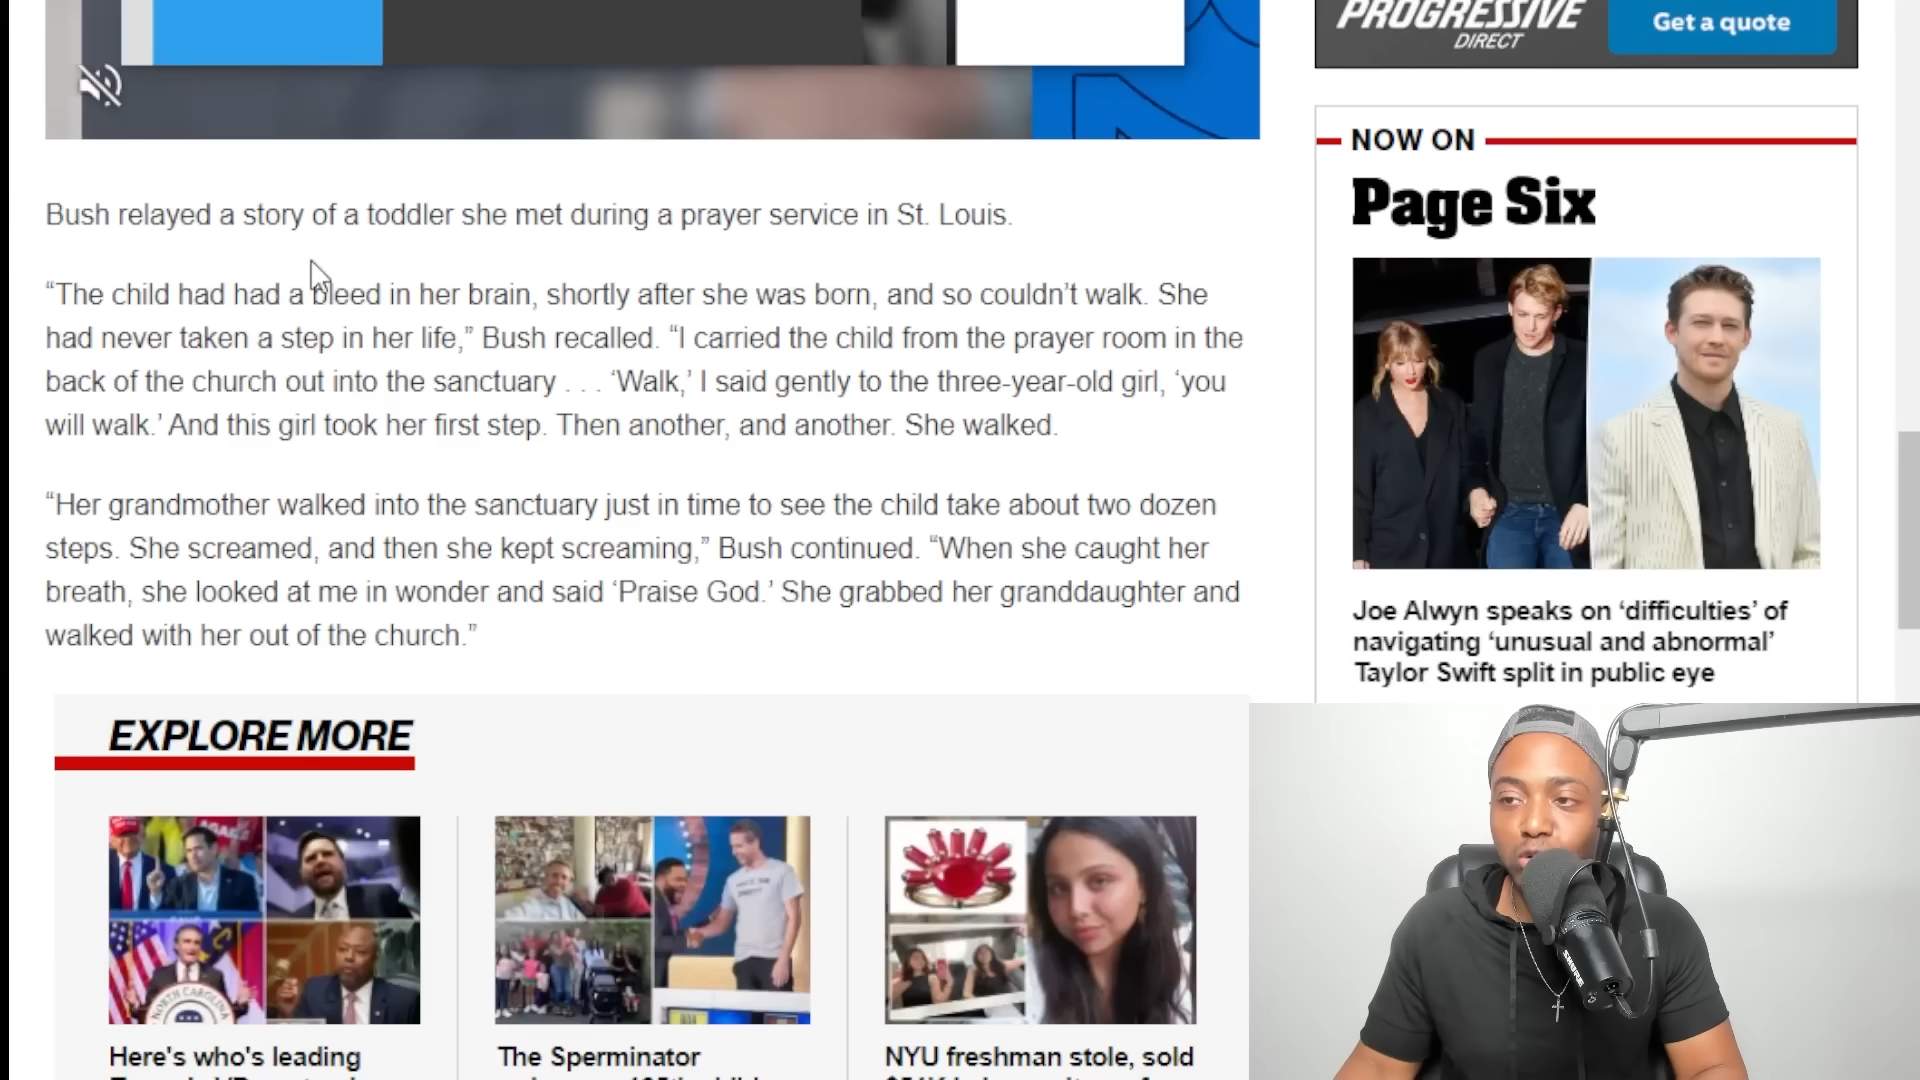 PROGRESSIVE
DIRECT
Get a quote
NOW ON
Page Six
Bush relayed a story of a toddler she met during a prayer service in St. Louis.
“The child had had a bleed in her brain, shortly after she was born, and so couldn’t walk. She
had never taken a step in her life,” Bush recalled. “I carried the child from the prayer room in the
back of the church out into the sanctuary . . . ‘Walk,’ I said gently to the three-year-old girl, ‘you
will walk.’ And this girl took her first step. Then another, and another. She walked.
“Her grandmother walked into the sanctuary just in time to see the child take about two dozen
steps. She screamed, and then she kept screaming,” Bush continued. “When she caught her
breath, she looked at me in wonder and said ‘Praise God.’ She grabbed her granddaughter and
walked with her out of the church.”
Joe Alwyn speaks on ‘difficulties’ of
navigating ‘unusual and abnormal’
Taylor Swift split in public eye
EXPLORE MORE
NORTH CAROLINA
SHURE
Here's who's leading
The Sperminator
NYU freshman stole, sold